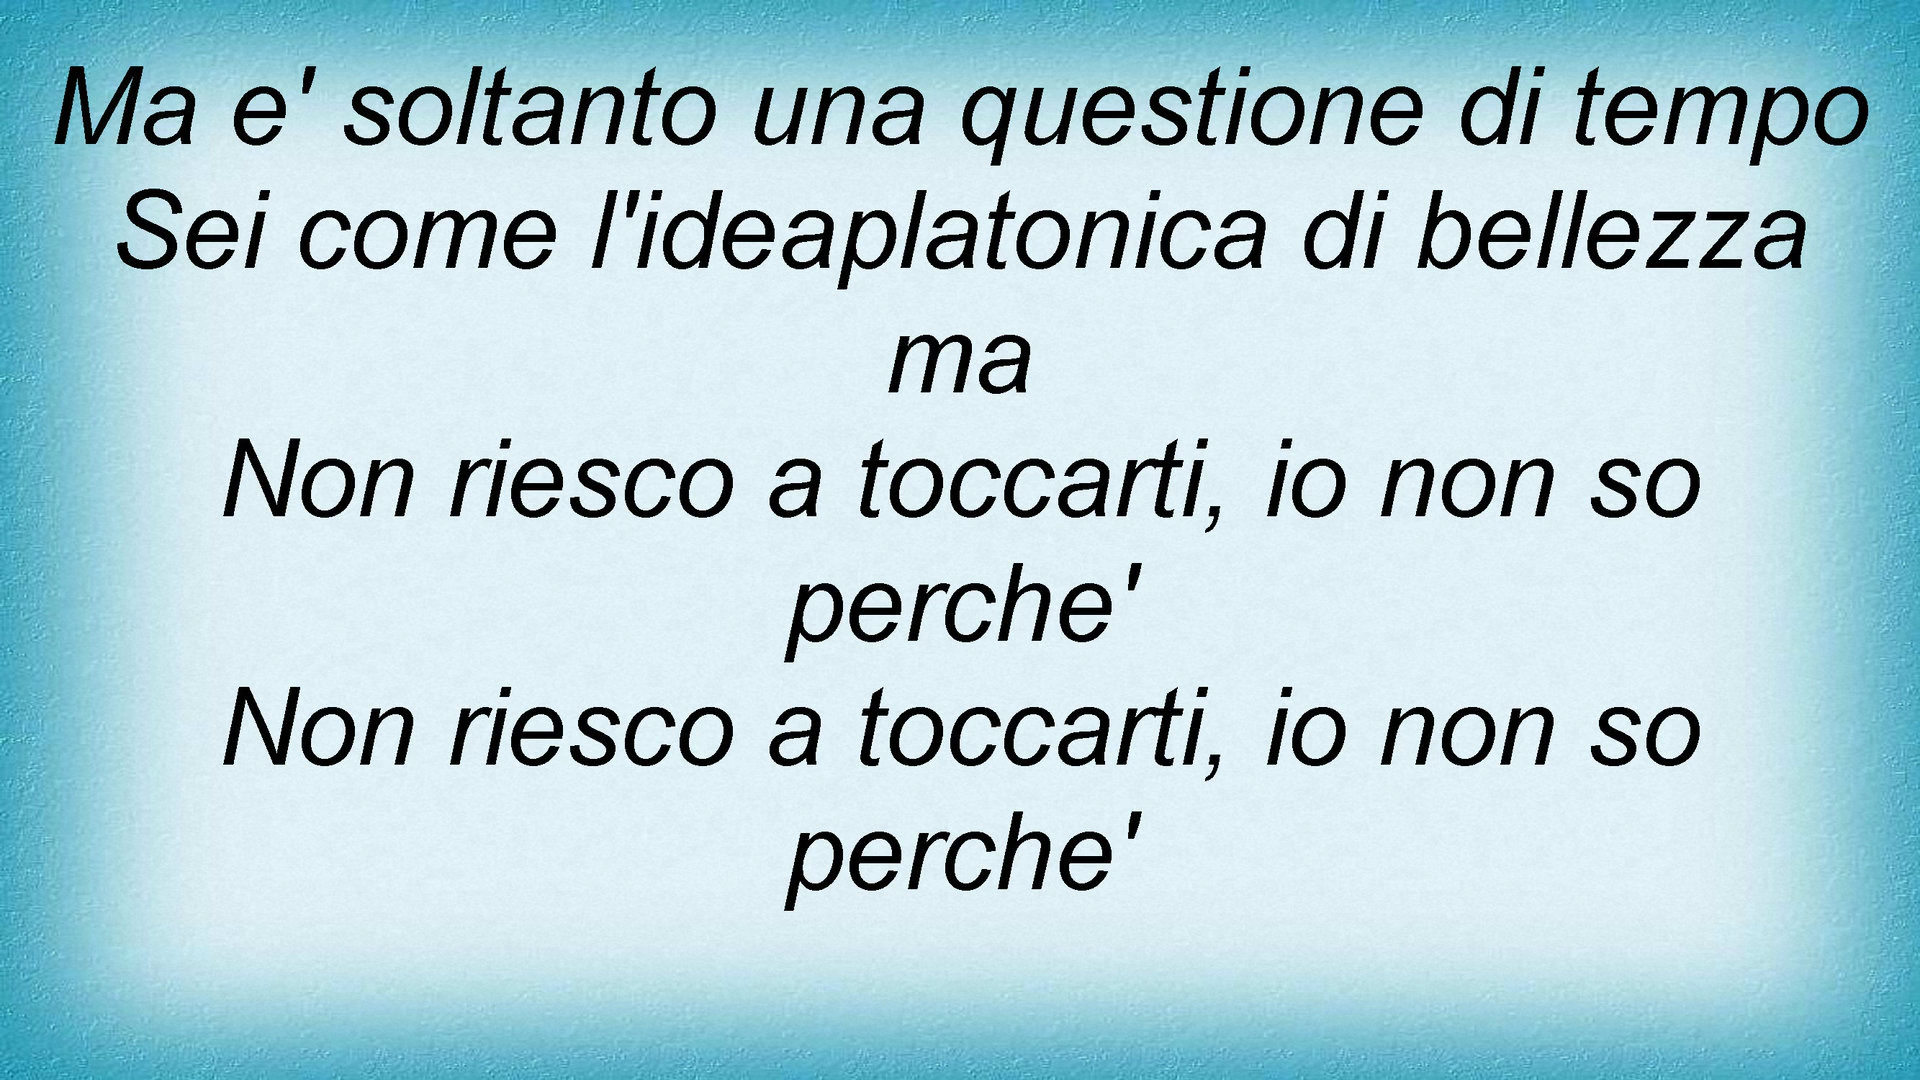 Ma e' soltanto una questione di tempo
Sei come l'ideaplatonica di bellezza
ma
Non riesco a toccarti, io non so
perche'
Non riesco a toccarti, io non so
perche'